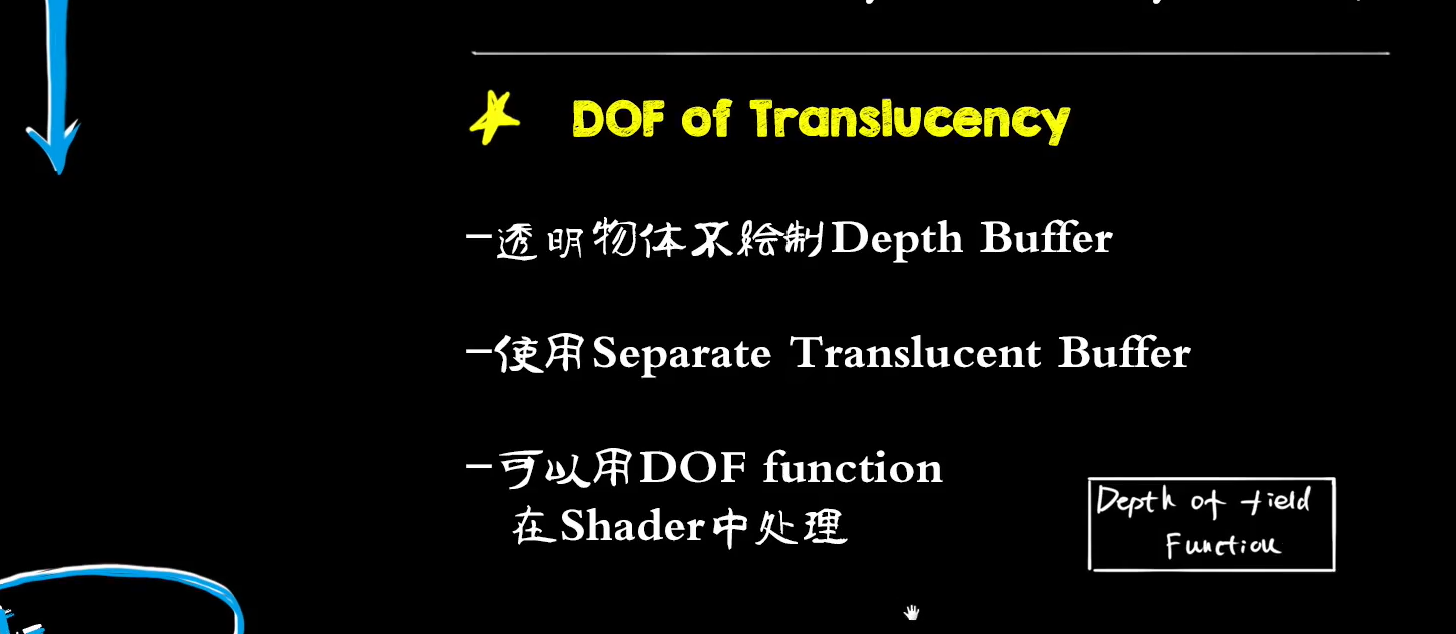 DOF of Translucency
-透明物体不绘制Depth Buffer
-使用Separate Translucent Buffer
-可以用DOF function
在Shader中处理
Depth of field
Function